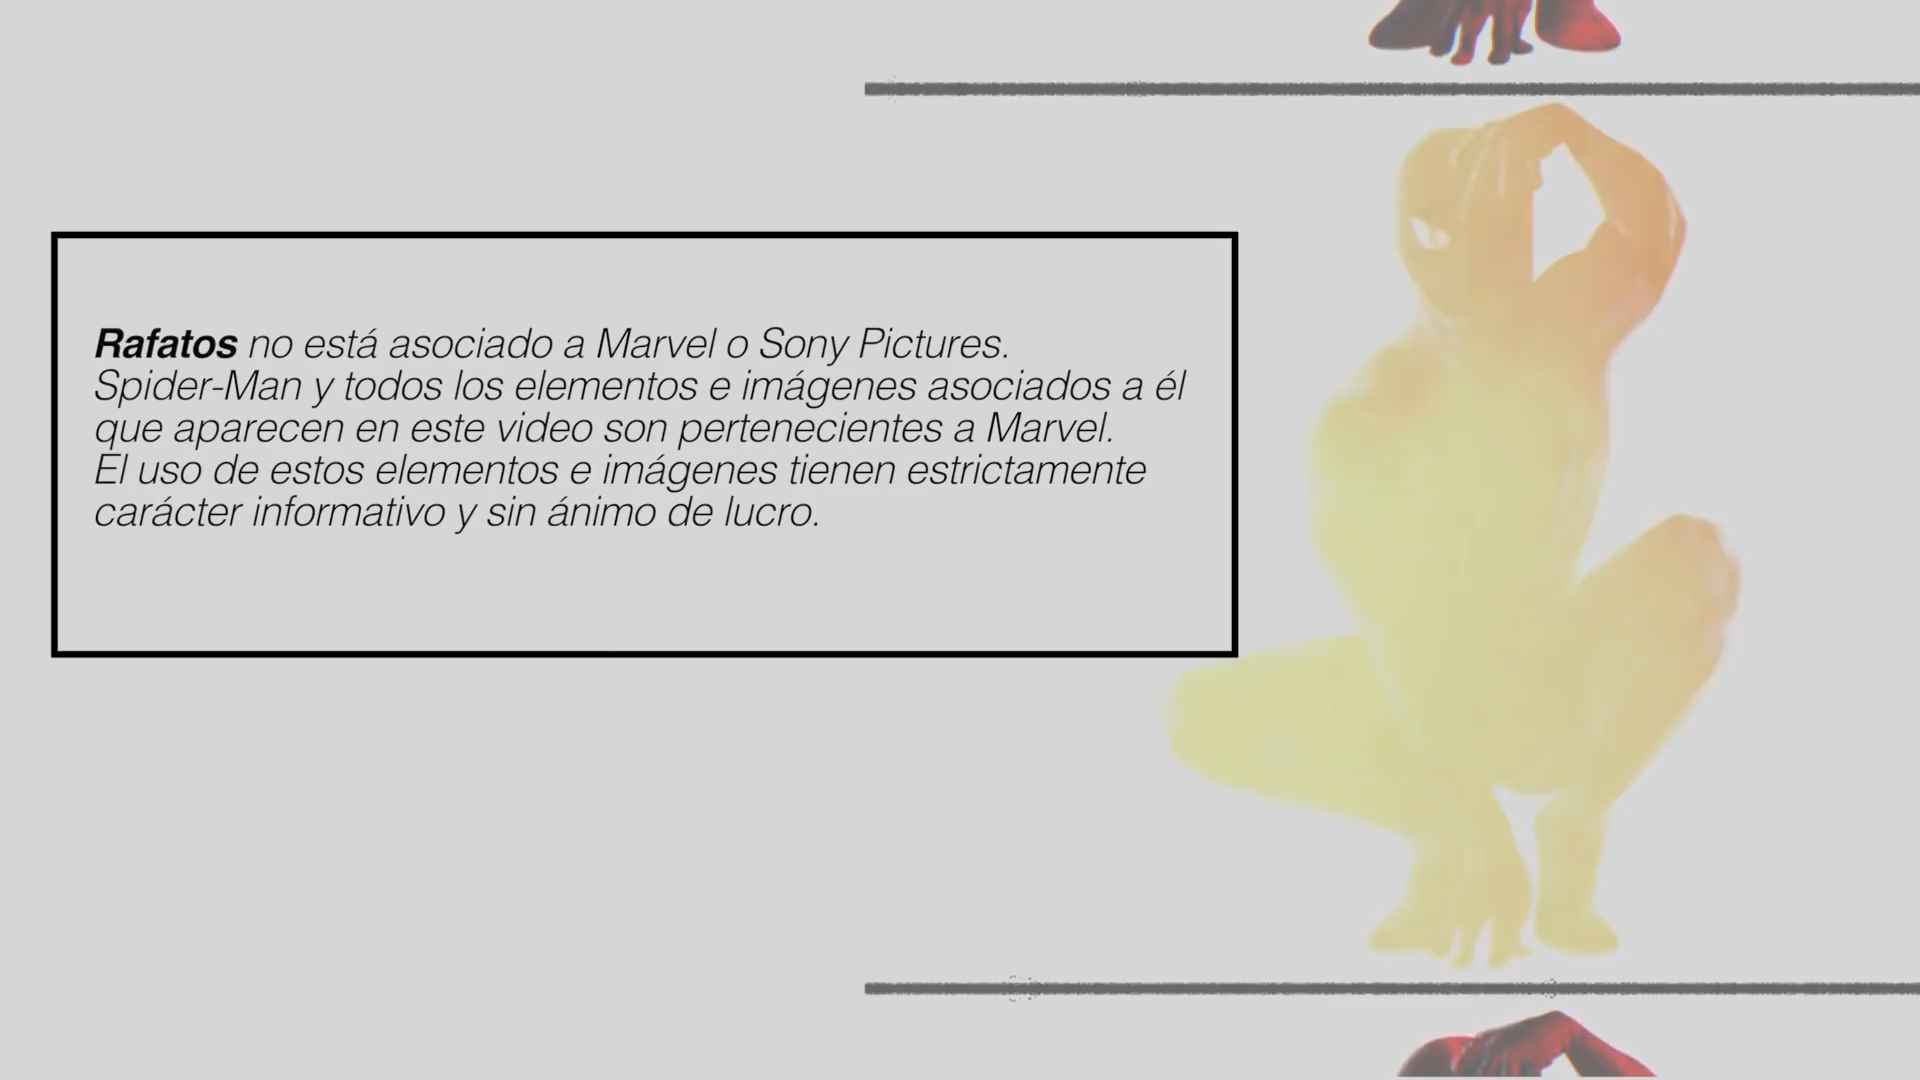 Rafatos no está asociado a Marvel o Sony Pictures.
Spider-Man y todos los elementos e imágenes asociados a él
que aparecen en este video son pertenecientes a Marvel.
El uso de estos elementos e imágenes tienen estrictamente
carácter informativo y sin ánimo de lucro.